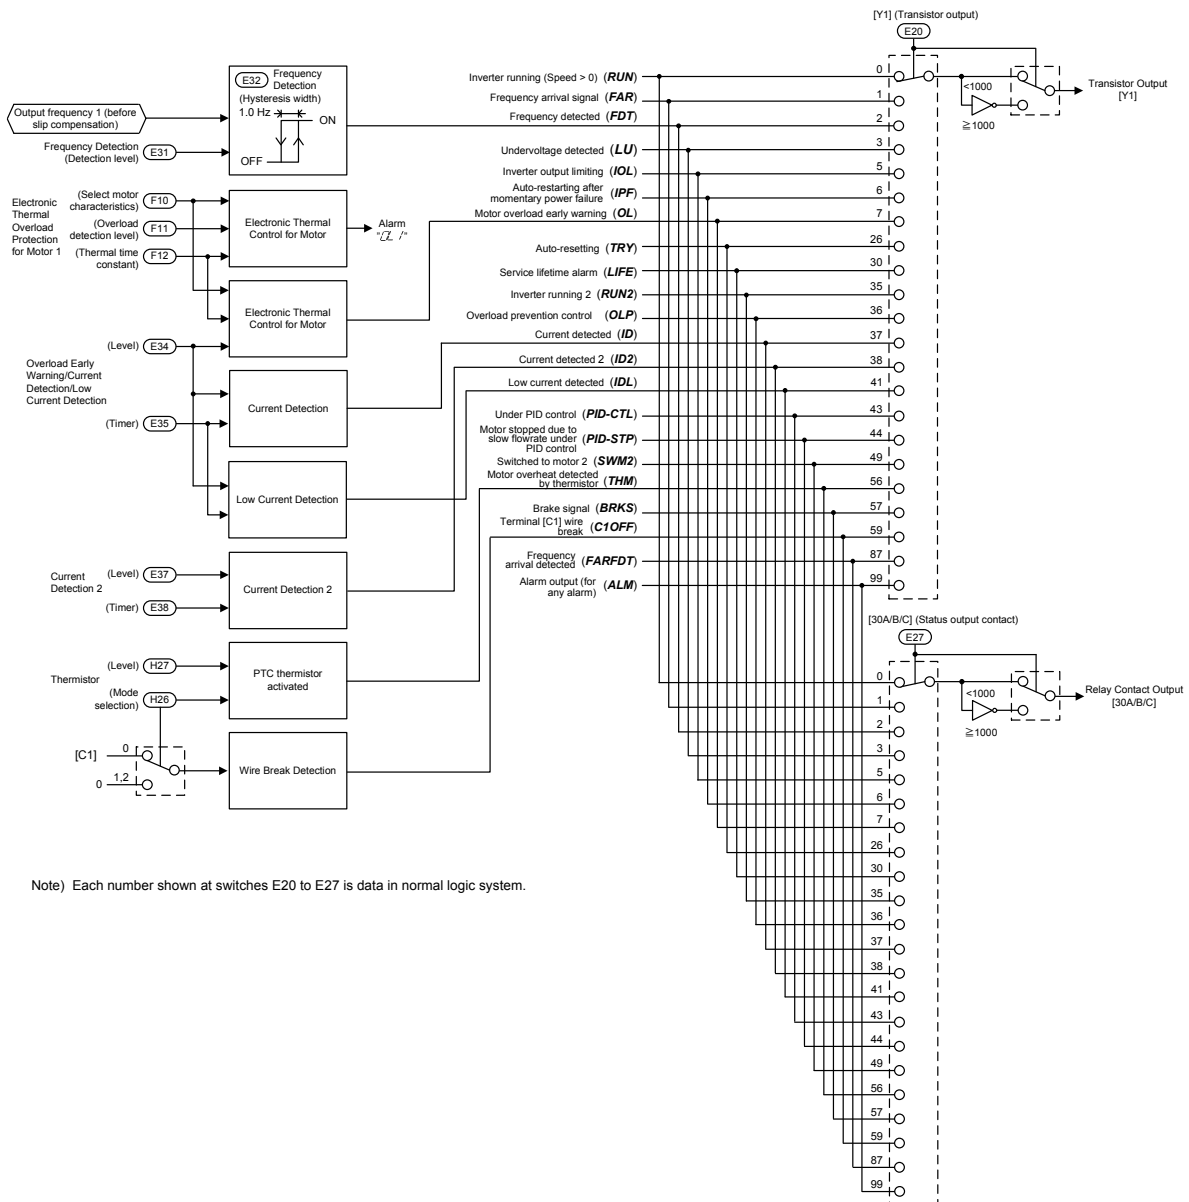 [Y1] (Transistor output)
E20
E32 Frequency
Detection
(Hysteresis width)
1.0 Hz
ON
OFF
Output frequency 1 (before
slip compensation)
Frequency Detection
(Detection level)
E31
Electronic
Thermal
Overload
Protection
for Motor 1
(Select motor
characteristics)
F10
(Overload
detection level)
F11
(Thermal time
constant)
F12
Electronic Thermal
Control for Motor
Alarm
Electronic Thermal
Control for Motor
(Level) E34
Overload Early
Warning/Current
Detection/Low
Current Detection
(Timer) E35
Current Detection
Low Current Detection
Current
Detection 2
(Level) E37
(Timer) E38
Current Detection 2
Thermistor
(Level) H27
(Mode
selection)
H26
PTC thermistor
activated
[C1] 0
0 1,2
Wire Break Detection
Inverter running (Speed > 0) (RUN) 0
Frequency arrival signal (FAR) 1
Frequency detected (FDT) 2
Undervoltage detected (LU) 3
Inverter output limiting (IOL) 5
Auto-restarting after
momentary power failure (IPF) 6
Motor overload early warning (OL) 7
Auto-resetting (TRY) 26
Service lifetime alarm (LIFE) 30
Inverter running 2 (RUN2) 35
Overload prevention control (OLP) 36
Current detected (ID) 37
Current detected 2 (ID2) 38
Low current detected (IDL) 41
Under PID control (PID-CTL) 43
Motor stopped due to
slow flowrate under
PID control
(PID-STP) 44
Switched to motor 2 (SWM2) 49
Motor overheat detected
by thermistor (THM) 56
Brake signal (BRKS) 57
Terminal [C1] wire
break (C1OFF) 59
Frequency
arrival detected (FARFDT) 87
Alarm output (for
any alarm) (ALM) 99
<1000
≧1000
Transistor Output
[Y1]
[30A/B/C] (Status output contact)
E27
0
1
2
3
5
6
7
26
30
35
36
37
38
41
43
44
49
56
57
59
87
99
<1000
≧1000
Relay Contact Output
[30A/B/C]
Note) Each number shown at switches E20 to E27 is data in normal logic system.